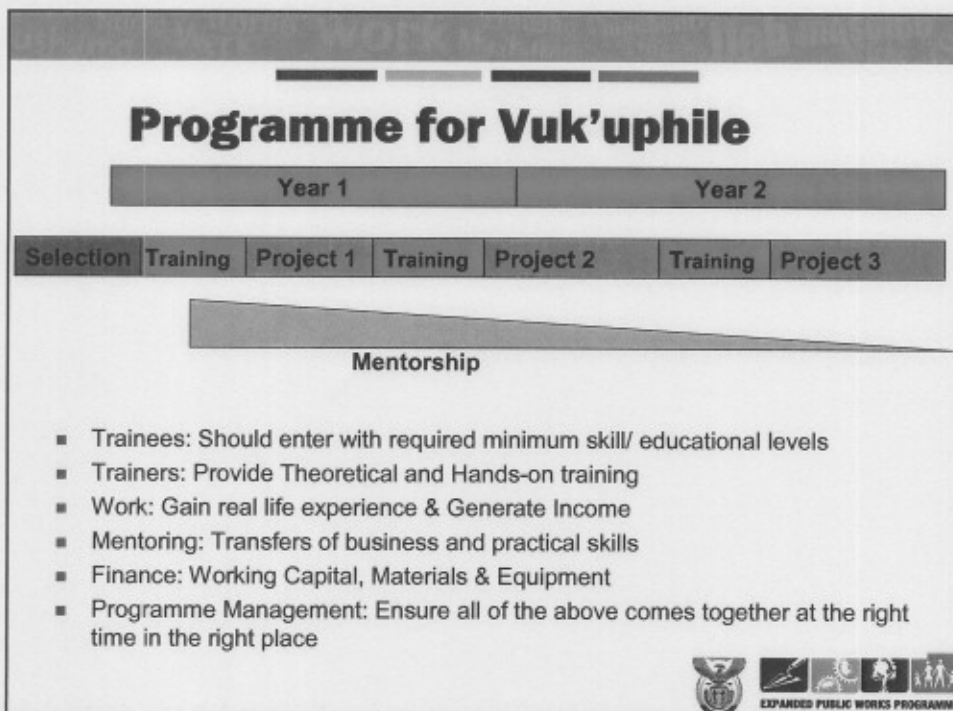 WORK
Programme for Vuk'uphile
Year 1 Year 2
Selection Training Project 1 Training Project 2 Training Project 3
Mentorship
Trainees: Should enter with required minimum skill/ educational levels
Trainers: Provide Theoretical and Hands-on training
Work: Gain real life experience & Generate Income
Mentoring: Transfers of business and practical skills
Finance: Working Capital, Materials & Equipment
Programme Management: Ensure all of the above comes together at the right
time in the right place
EXPANDED PUBLIC WORKS PROGRAMM